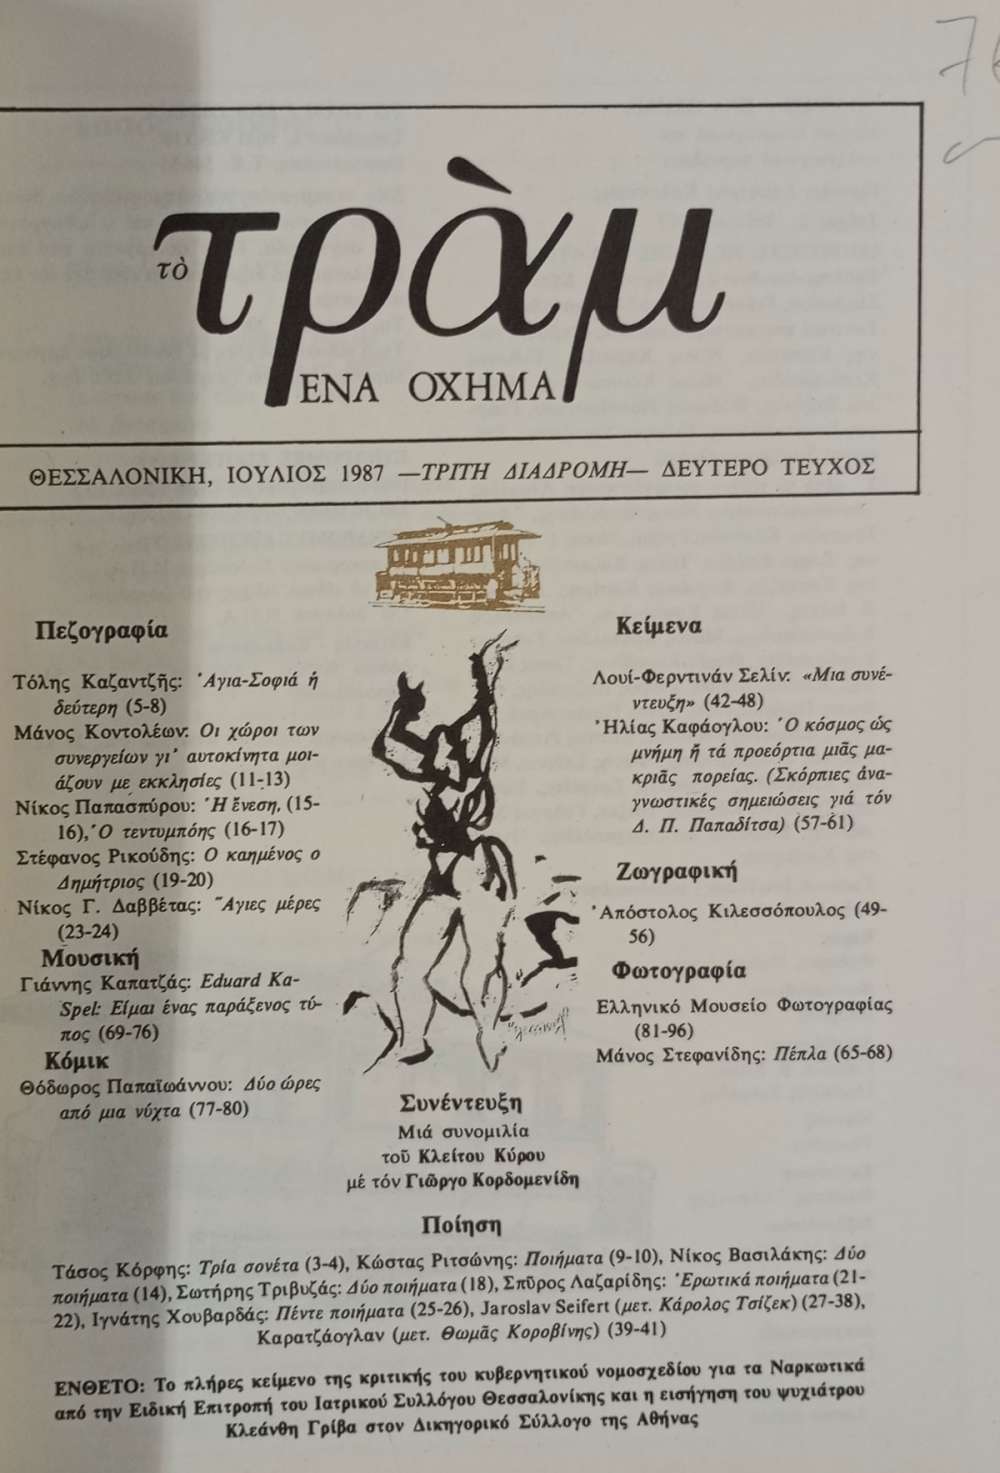 76
τὸ τρὰμ
ΕΝΑ ΟΧΗΜΑ
ΘΕΣΣΑΛΟΝΙΚΗ, ΙΟΥΛΙΟΣ 1987 —ΤΡΙΤΗ ΔΙΑΔΡΟΜΗ— ΔΕΥΤΕΡΟ ΤΕΥΧΟΣ
Πεζογραφία
Τόλης Καζαντζῆς: Ἁγια-Σοφιά ἡ
δεύτερη (5-8)
Μάνος Κοντολέων: Οι χώροι των
συνεργείων γι' αυτοκίνητα μοι-
άζουν με εκκλησίες (11-13)
Νίκος Παπασπύρου: Ἡ ἔνεση, (15-
16), Ὁ τεντυμπόης (16-17)
Στέφανος Ρικούδης: Ο καημένος ο
Δημήτριος (19-20)
Νίκος Γ. Δαββέτας: Ἅγιες μέρες
(23-24)
Μουσική
Γιάννης Καπατζάς: Eduard Ka-
Spel: Είμαι ένας παράξενος τύ-
πος (69-76)
Κόμικ
Θόδωρος Παπαϊωάννου: Δύο ώρες
από μια νύχτα (77-80)
Κείμενα
Λουί-Φερντινάν Σελίν: «Μια συνέ-
ντευξη» (42-48)
Ἠλίας Καφάογλου: Ὁ κόσμος ὡς
μνήμη ἤ τά προεόρτια μιᾶς μα-
κριᾶς πορείας. (Σκόρπιες ἀνα-
γνωστικές σημειώσεις γιά τόν
Δ. Π. Παπαδίτσα) (57-61)
Ζωγραφική
Ἀπόστολος Κιλεσσόπουλος (49-
56)
Φωτογραφία
Ελληνικό Μουσείο Φωτογραφίας
(81-96)
Μάνος Στεφανίδης: Πέπλα (65-68)
Συνέντευξη
Μιά συνομιλία
τοῦ Κλείτου Κύρου
μέ τόν Γιῶργο Κορδομενίδη
Ποίηση
Τάσος Κόρφης: Τρία σονέτα (3-4), Κώστας Ριτσώνης: Ποιήματα (9-10), Νίκος Βασιλάκης: Δύο
ποιήματα (14), Σωτήρης Τριβυζάς: Δύο ποιήματα (18), Σπῦρος Λαζαρίδης: Ἐρωτικά ποιήματα (21-
22), Ιγνάτης Χουβαρδάς: Πέντε ποιήματα (25-26), Jaroslav Seifert (μετ. Κάρολος Τσίζεκ) (27-38),
Καρατζάογλαν (μετ. Θωμᾶς Κοροβίνης) (39-41)
ΕΝΘΕΤΟ: Το πλήρες κείμενο της κριτικής του κυβερνητικού νομοσχεδίου για τα Ναρκωτικά
από την Ειδική Επιτροπή του Ιατρικού Συλλόγου Θεσσαλονίκης και η εισήγηση του ψυχιάτρου
Κλεάνθη Γρίβα στον Δικηγορικό Σύλλογο της Αθήνας